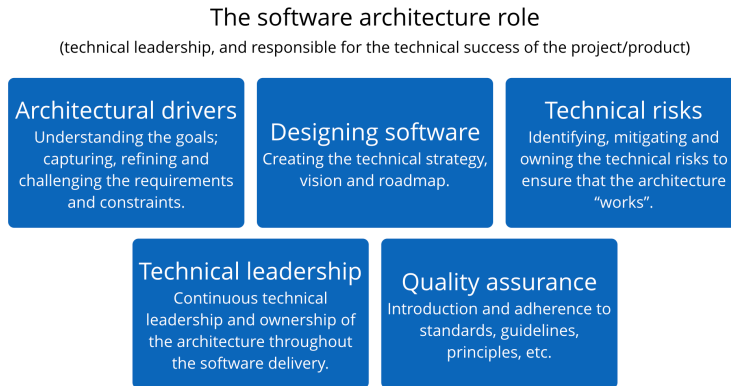 The software architecture role
(technical leadership, and responsible for the technical success of the project/product)
Architectural drivers
Understanding the goals;
capturing, refining and
challenging the requirements
and constraints.
Designing software
Creating the technical strategy,
vision and roadmap.
Technical risks
Identifying, mitigating and
owning the technical risks to
ensure that the architecture
“works”.
Technical leadership
Continuous technical
leadership and ownership of
the architecture throughout
the software delivery.
Quality assurance
Introduction and adherence to
standards, guidelines,
principles, etc.